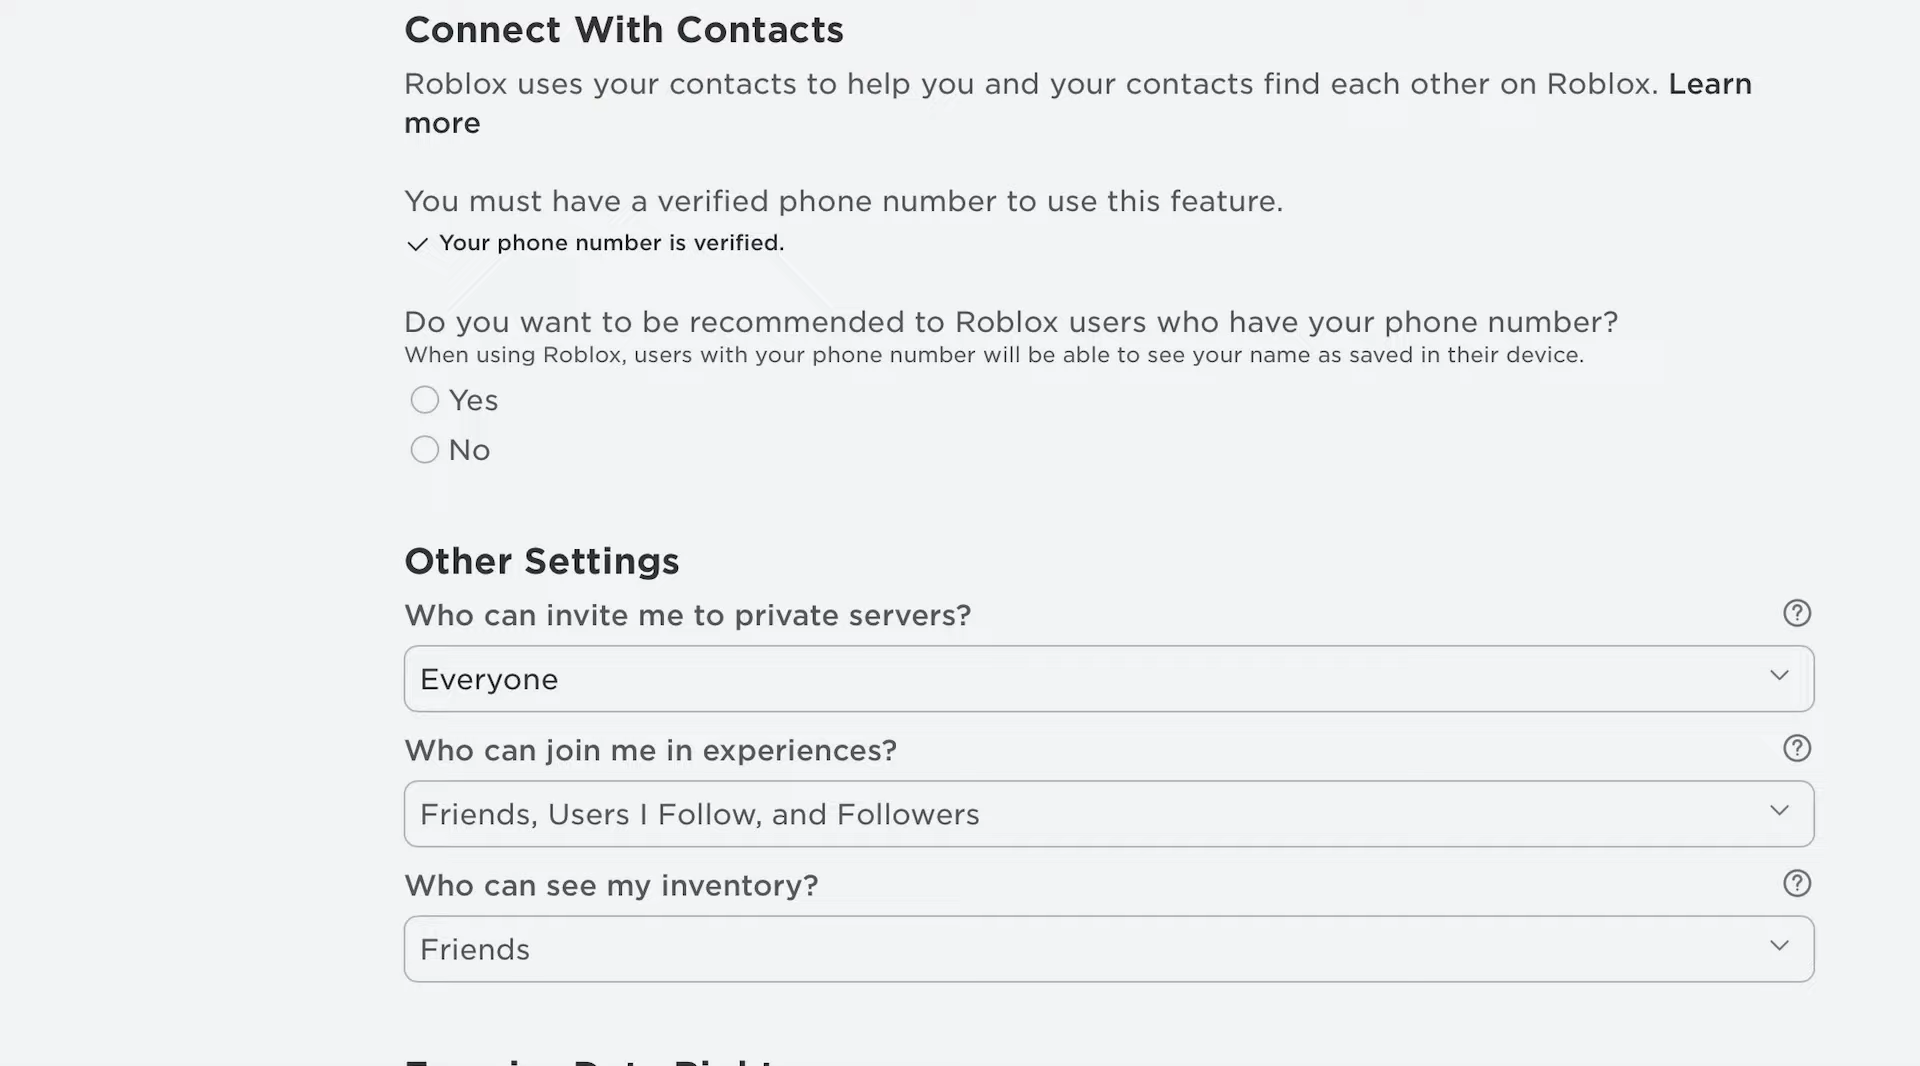 Connect With Contacts
Roblox uses your contacts to help you and your contacts find each other on Roblox. Learn
more
You must have a verified phone number to use this feature.
Your phone number is verified.
Do you want to be recommended to Roblox users who have your phone number?
When using Roblox, users with your phone number will be able to see your name as saved in their device.
Yes
No
Other Settings
Who can invite me to private servers?
Everyone
Who can join me in experiences?
Friends, Users I Follow, and Followers
Who can see my inventory?
Friends